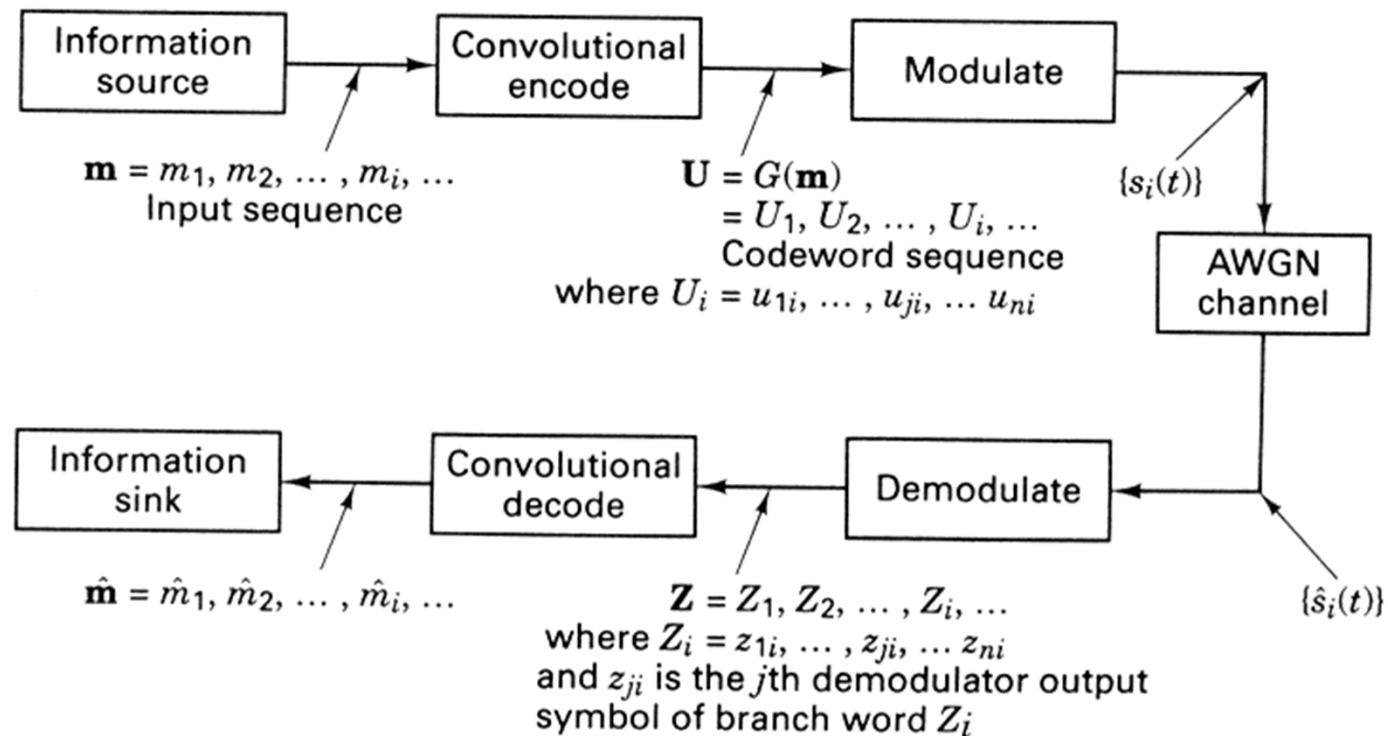 Information
source
Convolutional
encode
Modulate
m = m1, m2, ... , mi, ...
Input sequence
U = G(m)
= U1, U2, ... , Ui, ...
Codeword sequence
where Ui = u1i, ... , uji, ... uni
{si(t)}
AWGN
channel
Information
sink
Convolutional
decode
Demodulate
m̂ = m̂1, m̂2, ... , m̂i, ...
Z = Z1, Z2, ... , Zi, ...
where Zi = z1i, ... , zji, ... zni
and zji is the jth demodulator output
symbol of branch word Zi
{ŝi(t)}